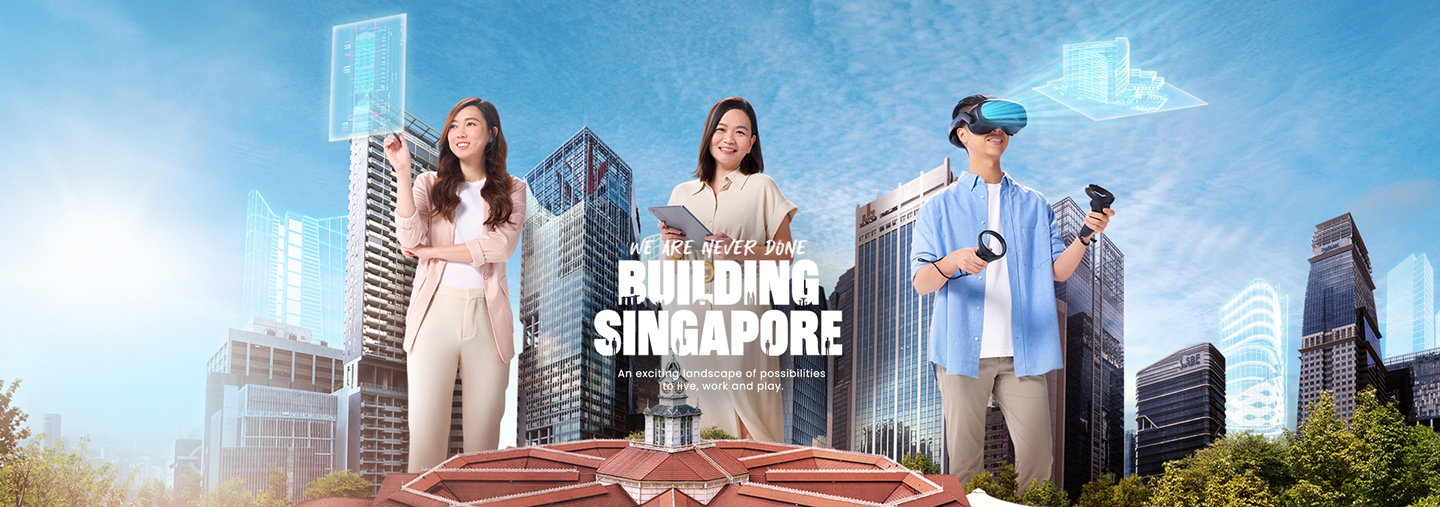 WE ARE NEVER DONE
BUILDING
SINGAPORE
An exciting landscape of possibilities
to live, work and play.